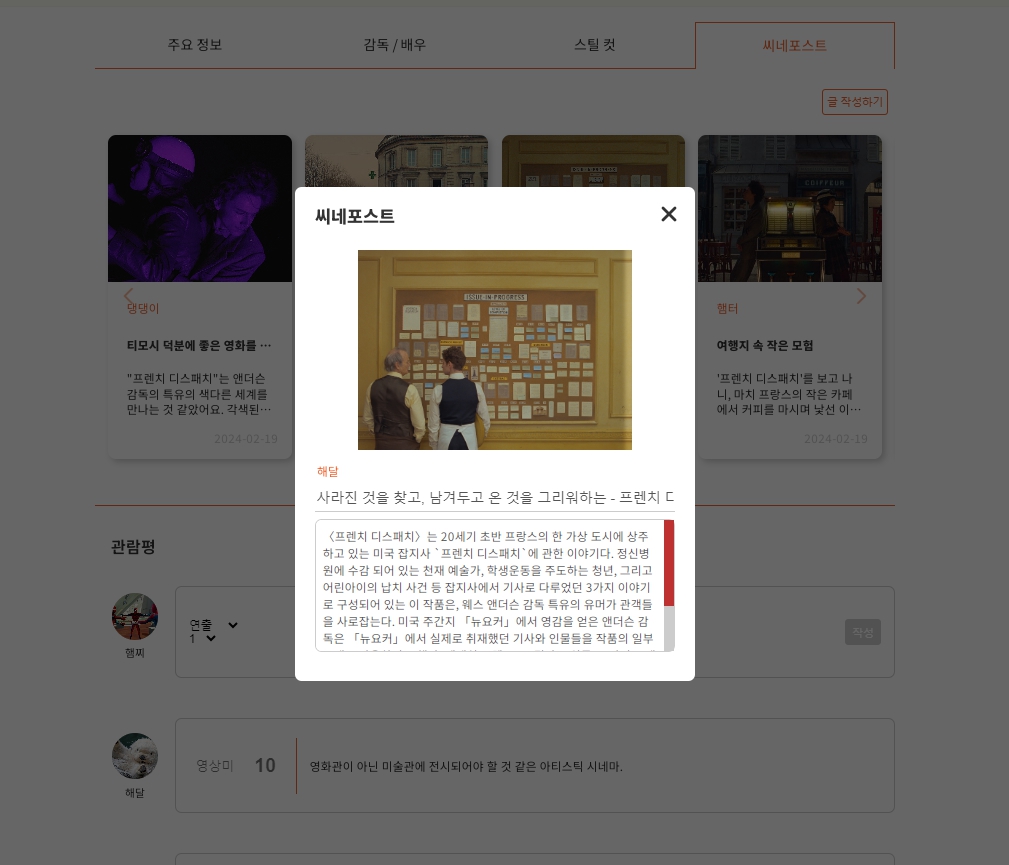 주요 정보
감독 / 배우
스틸 컷
씨네포스트
글 작성하기
COIFFEUR
씨네포스트
ISSUE IN PROGRESS
댕댕이
햄터
티모시 덕분에 좋은 영화를 …
여행지 속 작은 모험
"프렌치 디스패치"는 앤더슨
감독의 특유의 색다른 세계를
만나는 것 같았어요. 각색된…
'프렌치 디스패치'를 보고 나
니, 마치 프랑스의 작은 카페
에서 커피를 마시며 낯선 이…
2024-02-19
2024-02-19
해달
사라진 것을 찾고, 남겨두고 온 것을 그리워하는 - 프렌치
〈프렌치 디스패치〉는 20세기 초반 프랑스의 한 가상 도시에 상주
하고 있는 미국 잡지사 `프렌치 디스패치`에 관한 이야기다. 정신병
원에 수감 되어 있는 천재 예술가, 학생운동을 주도하는 청년, 그리고
어린아이의 납치 사건 등 잡지사에서 기사로 다루었던 3가지 이야기
로 구성되어 있는 이 작품은, 웨스 앤더슨 감독 특유의 유머가 관객들
을 사로잡는다. 미국 주간지 「뉴요커」에서 영감을 얻은 앤더슨 감
독은 「뉴요커」에서 실제로 취재했던 기사와 인물들을 작품의 일부
관람평
연출
1
작성
햄찌
영상미 10 영화관이 아닌 미술관에 전시되어야 할 것 같은 아티스틱 시네마.
해달